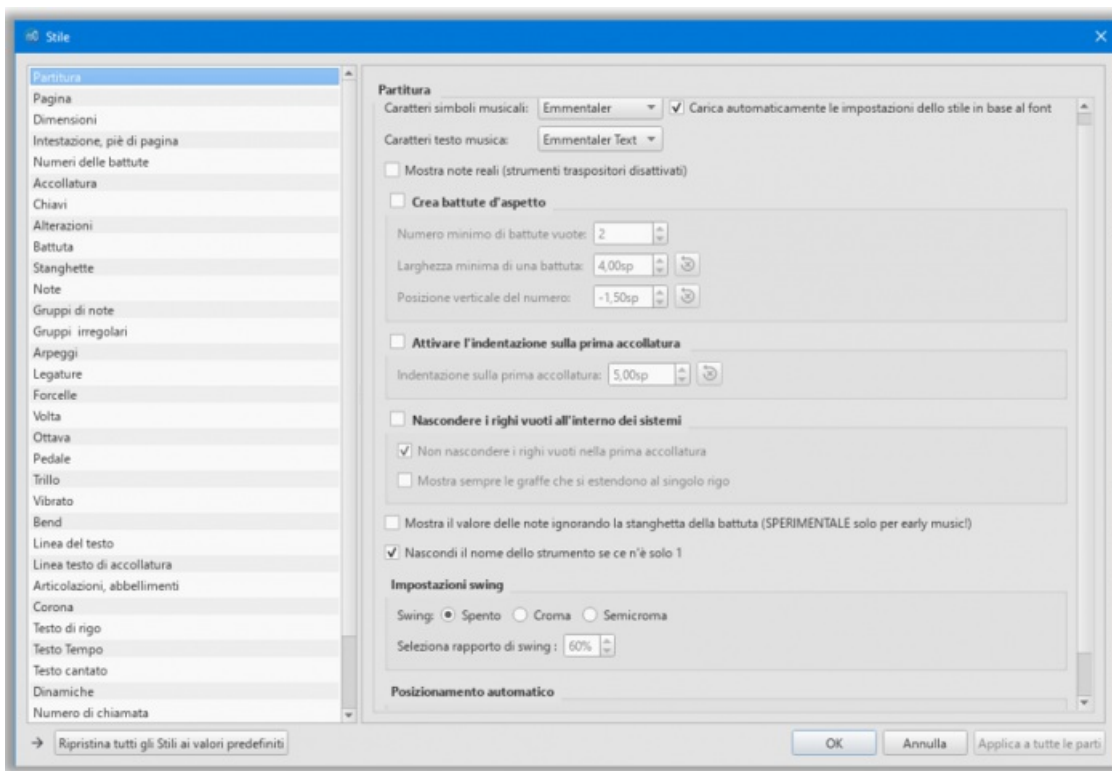 Stile
Partitura
Pagina
Dimensioni
Intestazione, piè di pagina
Numeri delle battute
Accollatura
Chiavi
Alterazioni
Battuta
Stanghette
Note
Gruppi di note
Gruppi  irregolari
Arpeggi
Legature
Forcelle
Volta
Ottava
Pedale
Trillo
Vibrato
Bend
Linea del testo
Linea testo di accollatura
Articolazioni, abbellimenti
Corona
Testo di rigo
Testo Tempo
Testo cantato
Dinamiche
Numero di chiamata
Partitura
Caratteri simboli musicali: Emmentaler Carica automaticamente le impostazioni dello stile in base al font
Caratteri testo musica: Emmentaler Text
Mostra note reali (strumenti traspositori disattivati)
Crea battute d'aspetto
Numero minimo di battute vuote: 2
Larghezza minima di una battuta: 4,00sp
Posizione verticale del numero: -1,50sp
Attivare l'indentazione sulla prima accollatura
Indentazione sulla prima accollatura: 5,00sp
Nascondere i righi vuoti all'interno dei sistemi
Non nascondere i righi vuoti nella prima accollatura
Mostra sempre le graffe che si estendono al singolo rigo
Mostra il valore delle note ignorando la stanghetta della battuta (SPERIMENTALE solo per early music!)
Nascondi il nome dello strumento se ce n'è solo 1
Impostazioni swing
Swing: Spento Croma Semicroma
Seleziona rapporto di swing : 60%
Posizionamento automatico
Ripristina tutti gli Stili ai valori predefiniti OK Annulla Applica a tutte le parti